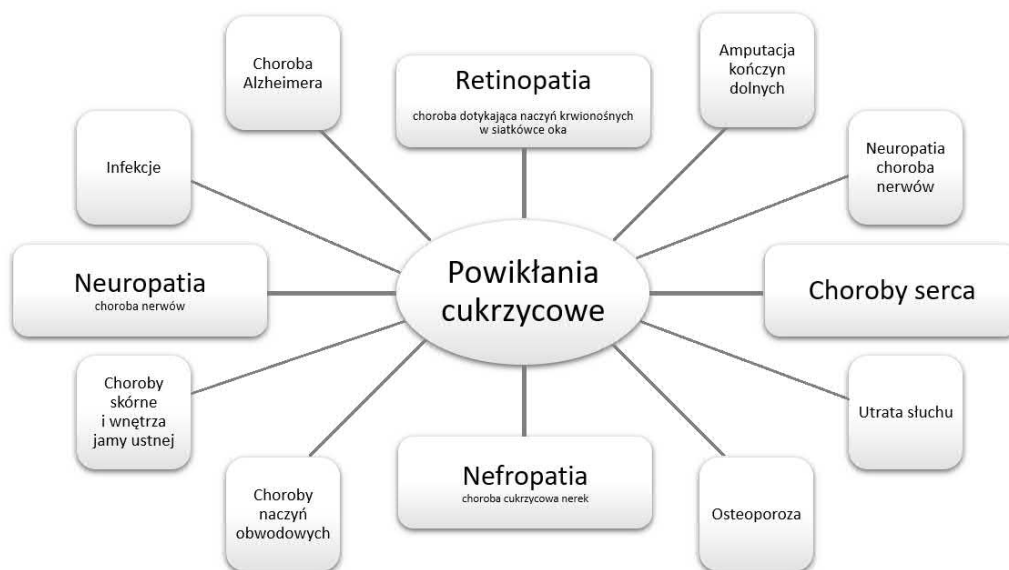 Choroba
Alzheimera
Retinopatia
choroba dotykająca naczyń krwionośnych
w siatkówce oka
Amputacja
kończyn
dolnych
Infekcje
Neuropatia
choroba
nerwów
Neuropatia
choroba nerwów
Powikłania
cukrzycowe
Choroby serca
Choroby
skórne
i wnętrza
jamy ustnej
Utrata słuchu
Choroby
naczyń
obwodowych
Nefropatia
choroba cukrzycowa nerek
Osteoporoza